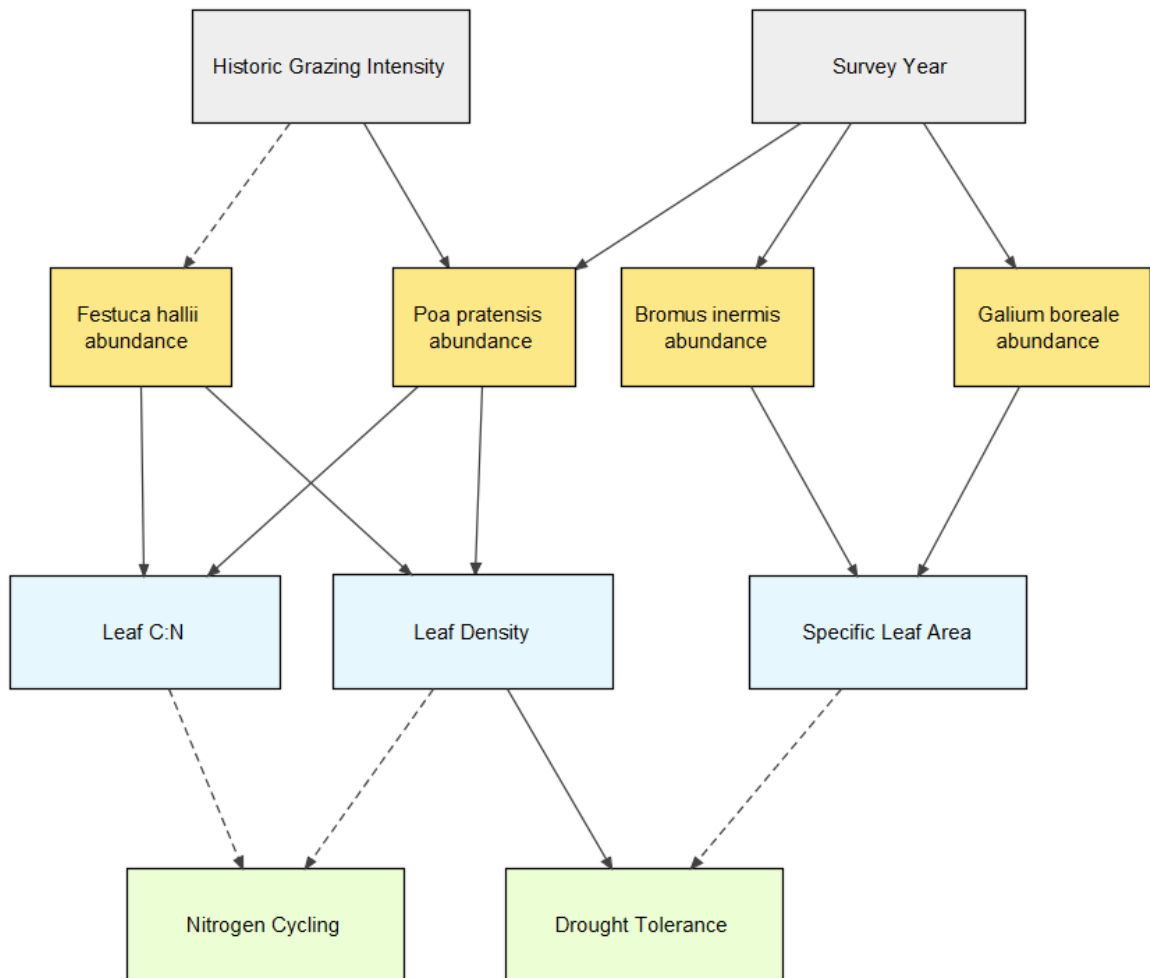 Historic Grazing Intensity
Survey Year
Festuca hallii
abundance
Poa pratensis
abundance
Bromus inermis
abundance
Galium boreale
abundance
Leaf C:N
Leaf Density
Specific Leaf Area
Nitrogen Cycling
Drought Tolerance